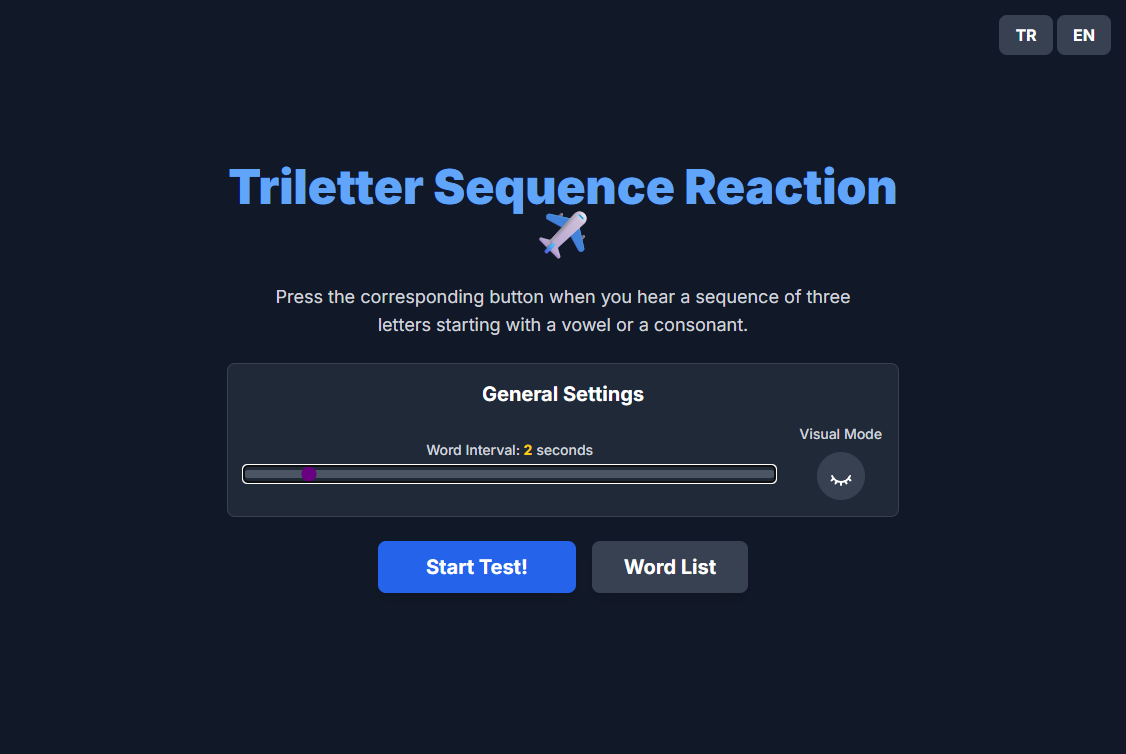 TR EN
Triletter Sequence Reaction
Press the corresponding button when you hear a sequence of three
letters starting with a vowel or a consonant.
General Settings
Visual Mode
Word Interval: 2 seconds
Start Test! Word List